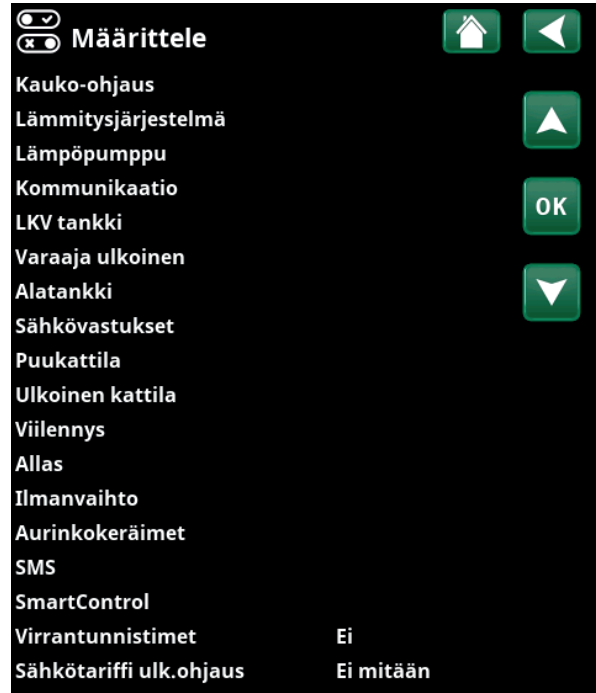 Määrittele
Kauko-ohjaus
Lämmitysjärjestelmä
Lämpöpumppu
Kommunikaatio
OK
LKV tankki
Varaaja ulkoinen
Alatankki
Sähkövastukset
Puukattila
Ulkoinen kattila
Viilennys
Allas
Ilmanvaihto
Aurinkokeräimet
SMS
SmartControl
Virrantunnistimet Ei
Sähkötariffi ulk.ohjaus Ei mitään